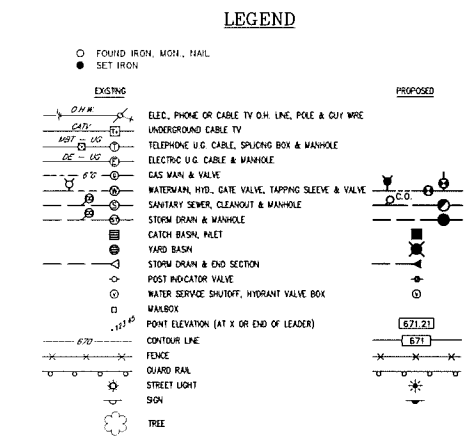 LEGEND
FOUND IRON, MON., NAIL
SET IRON
EXISTING PROPOSED
O.H.W. ELEC., PHONE OR CABLE TV O.H. LINE, POLE & GUY WIRE
CATV UNDERGROUND CABLE TV
T TELEPHONE U.G. CABLE, SPLICING BOX & MANHOLE
DE - UG E ELECTRIC U.G. CABLE & MANHOLE
6"G G GAS MAIN & VALVE
W WATERMAIN, HYD., GATE VALVE, TAPPING SLEEVE & VALVE
C.O.
S SANITARY SEWER, CLEANOUT & MANHOLE
ST STORM DRAIN & MANHOLE
CATCH BASIN, INLET
YARD BASIN
STORM DRAIN & END SECTION
POST INDICATOR VALVE
WATER SERVICE SHUTOFF, HYDRANT VALVE BOX
MAILBOX
.123.45 POINT ELEVATION (AT X OR END OF LEADER) 671.21
670 CONTOUR LINE 671
FENCE
GUARD RAIL
STREET LIGHT
SIGN
TREE